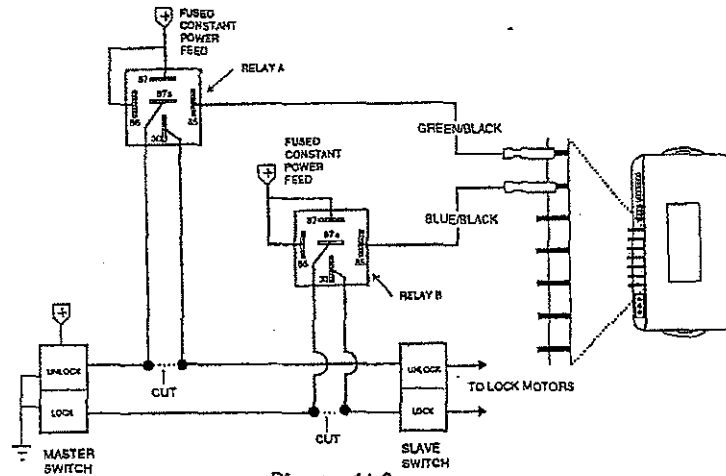 FUSED
CONSTANT
POWER
FEED
RELAY A
87
87a
86
85
30
GREEN/BLACK
FUSED
CONSTANT
POWER
FEED
BLUE/BLACK
87
87a
86
85
30
RELAY B
UNLOCK
LOCK
CUT
CUT
UNLOCK
LOCK
TO LOCK MOTORS
MASTER
SWITCH
SLAVE
SWITCH